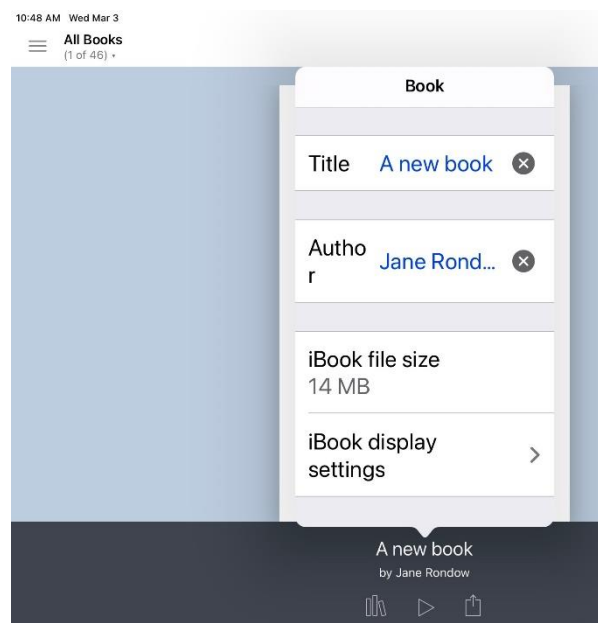 10:48 AM Wed Mar 3
All Books
(1 of 46)
Book
Title A new book
Autho
r
Jane Rond...
iBook file size
14 MB
iBook display
settings
A new book
by Jane Rondow